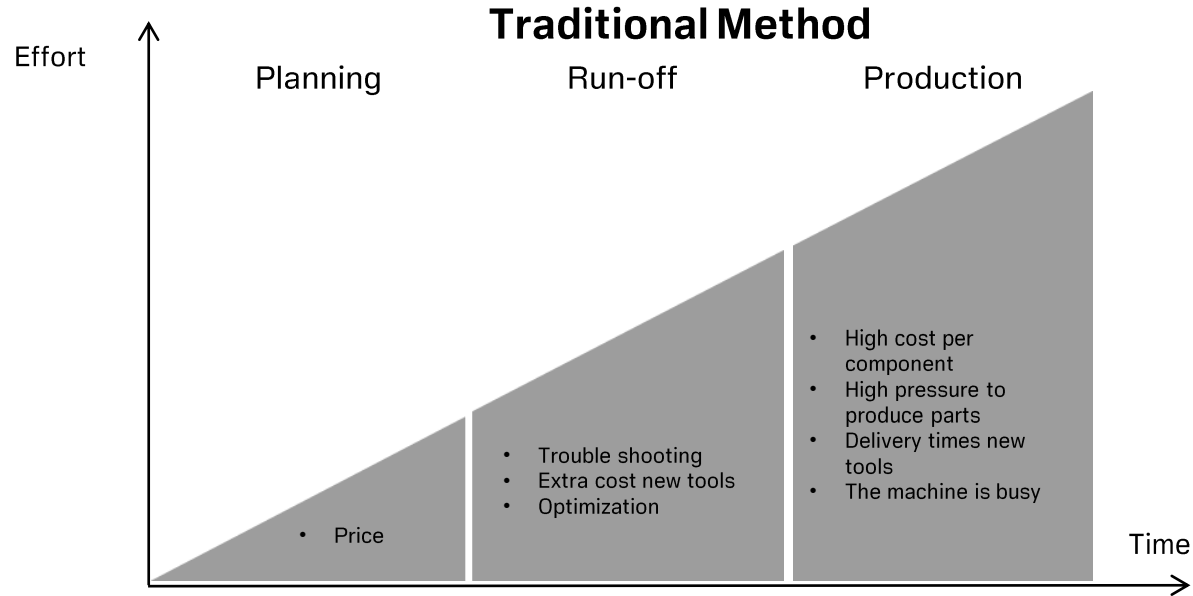 Traditional Method
Effort
Planning
Run-off
Production
• Price
• Trouble shooting
• Extra cost new tools
• Optimization
• High cost per
component
• High pressure to
produce parts
• Delivery times new
tools
• The machine is busy
Time